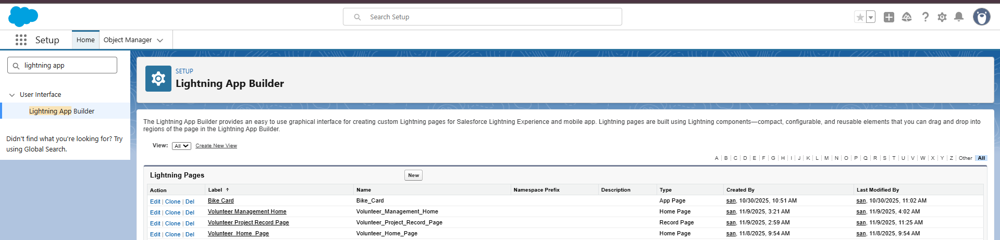 Search Setup
Setup
Home
Object Manager
lightning app
User Interface
Lightning App Builder
Didn't find what you're looking for? Try
using Global Search.
SETUP
Lightning App Builder
The Lightning App Builder provides an easy to use graphical interface for creating custom Lightning pages for Salesforce Lightning Experience and mobile app. Lightning pages are built using Lightning components—compact, configurable, and reusable elements that you can drag and drop into
regions of the page in the Lightning App Builder.
View: All Create New View
A | B | C | D | E | F | G | H | I | J | K | L | M | N | O | P | Q | R | S | T | U | V | W | X | Y | Z | Other All
Lightning Pages New
Action Label ↑ Name Namespace Prefix Description Type Created By Last Modified By
Edit | Clone | Del Bike Card Bike_Card App Page san, 10/30/2025, 10:51 AM san, 10/30/2025, 11:02 AM
Edit | Clone | Del Volunteer Management Home Volunteer_Management_Home Home Page san, 11/9/2025, 3:21 AM san, 11/9/2025, 4:02 AM
Edit | Clone | Del Volunteer Project Record Page Volunteer_Project_Record_Page Record Page san, 11/9/2025, 2:59 AM san, 11/9/2025, 11:25 AM
Edit | Clone | Del Volunteer_Home_Page Volunteer_Home_Page Home Page san, 11/8/2025, 9:54 AM san, 11/8/2025, 9:54 AM